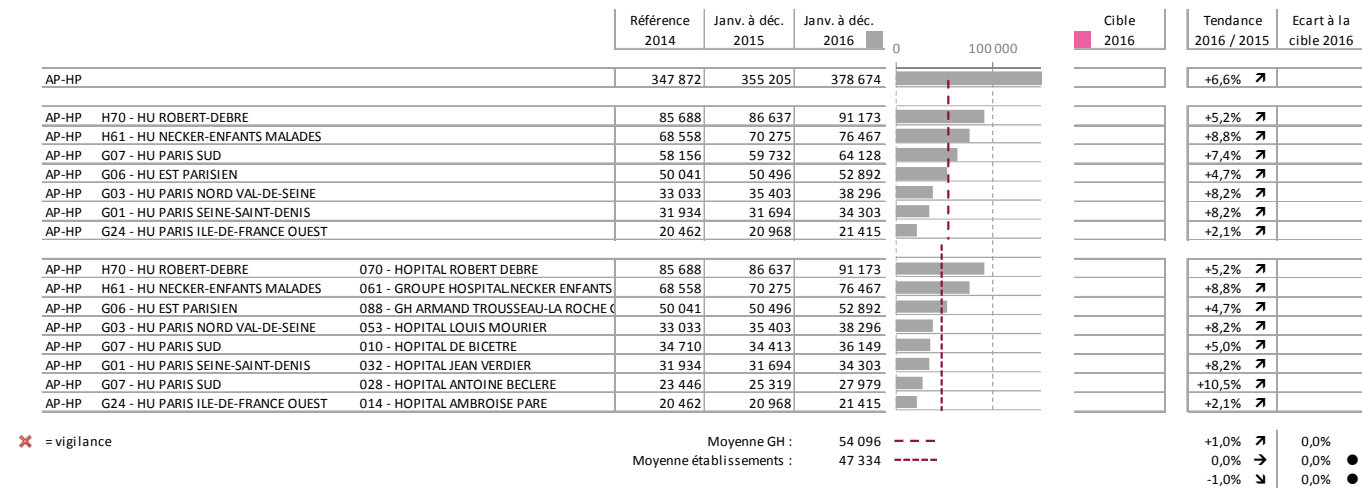 Référence Janv. à déc. Janv. à déc. Cible Tendance Ecart à la
2014 2015 2016 0 100 000 2016 2016 / 2015 cible 2016
AP-HP 347 872 355 205 378 674 +6,6% ↗
AP-HP H70 - HU ROBERT-DEBRE 85 688 86 637 91 173 +5,2% ↗
AP-HP H61 - HU NECKER-ENFANTS MALADES 68 558 70 275 76 467 +8,8% ↗
AP-HP G07 - HU PARIS SUD 58 156 59 732 64 128 +7,4% ↗
AP-HP G06 - HU EST PARISIEN 50 041 50 496 52 892 +4,7% ↗
AP-HP G03 - HU PARIS NORD VAL-DE-SEINE 33 033 35 403 38 296 +8,2% ↗
AP-HP G01 - HU PARIS SEINE-SAINT-DENIS 31 934 31 694 34 303 +8,2% ↗
AP-HP G24 - HU PARIS ILE-DE-FRANCE OUEST 20 462 20 968 21 415 +2,1% ↗
AP-HP H70 - HU ROBERT-DEBRE 070 - HOPITAL ROBERT DEBRE 85 688 86 637 91 173 +5,2% ↗
AP-HP H61 - HU NECKER-ENFANTS MALADES 061 - GROUPE HOSPITAL.NECKER ENFANTS 68 558 70 275 76 467 +8,8% ↗
AP-HP G06 - HU EST PARISIEN 088 - GH ARMAND TROUSSEAU-LA ROCHE 50 041 50 496 52 892 +4,7% ↗
AP-HP G03 - HU PARIS NORD VAL-DE-SEINE 053 - HOPITAL LOUIS MOURIER 33 033 35 403 38 296 +8,2% ↗
AP-HP G07 - HU PARIS SUD 010 - HOPITAL DE BICETRE 34 710 34 413 36 149 +5,0% ↗
AP-HP G01 - HU PARIS SEINE-SAINT-DENIS 032 - HOPITAL JEAN VERDIER 31 934 31 694 34 303 +8,2% ↗
AP-HP G07 - HU PARIS SUD 028 - HOPITAL ANTOINE BECLERE 23 446 25 319 27 979 +10,5% ↗
AP-HP G24 - HU PARIS ILE-DE-FRANCE OUEST 014 - HOPITAL AMBROISE PARE 20 462 20 968 21 415 +2,1% ↗
= vigilance Moyenne GH : 54 096 +1,0% ↗ 0,0%
Moyenne établissements : 47 334 0,0% → 0,0% ●
-1,0% ↘ 0,0% ●